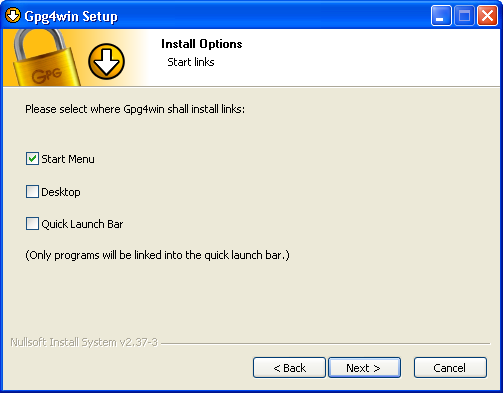 Gpg4win Setup
GPG
Install Options
Start links
Please select where Gpg4win shall install links:
Start Menu
Desktop
Quick Launch Bar
(Only programs will be linked into the quick launch bar.)
Nullsoft Install System v2.37-3
< Back
Next >
Cancel